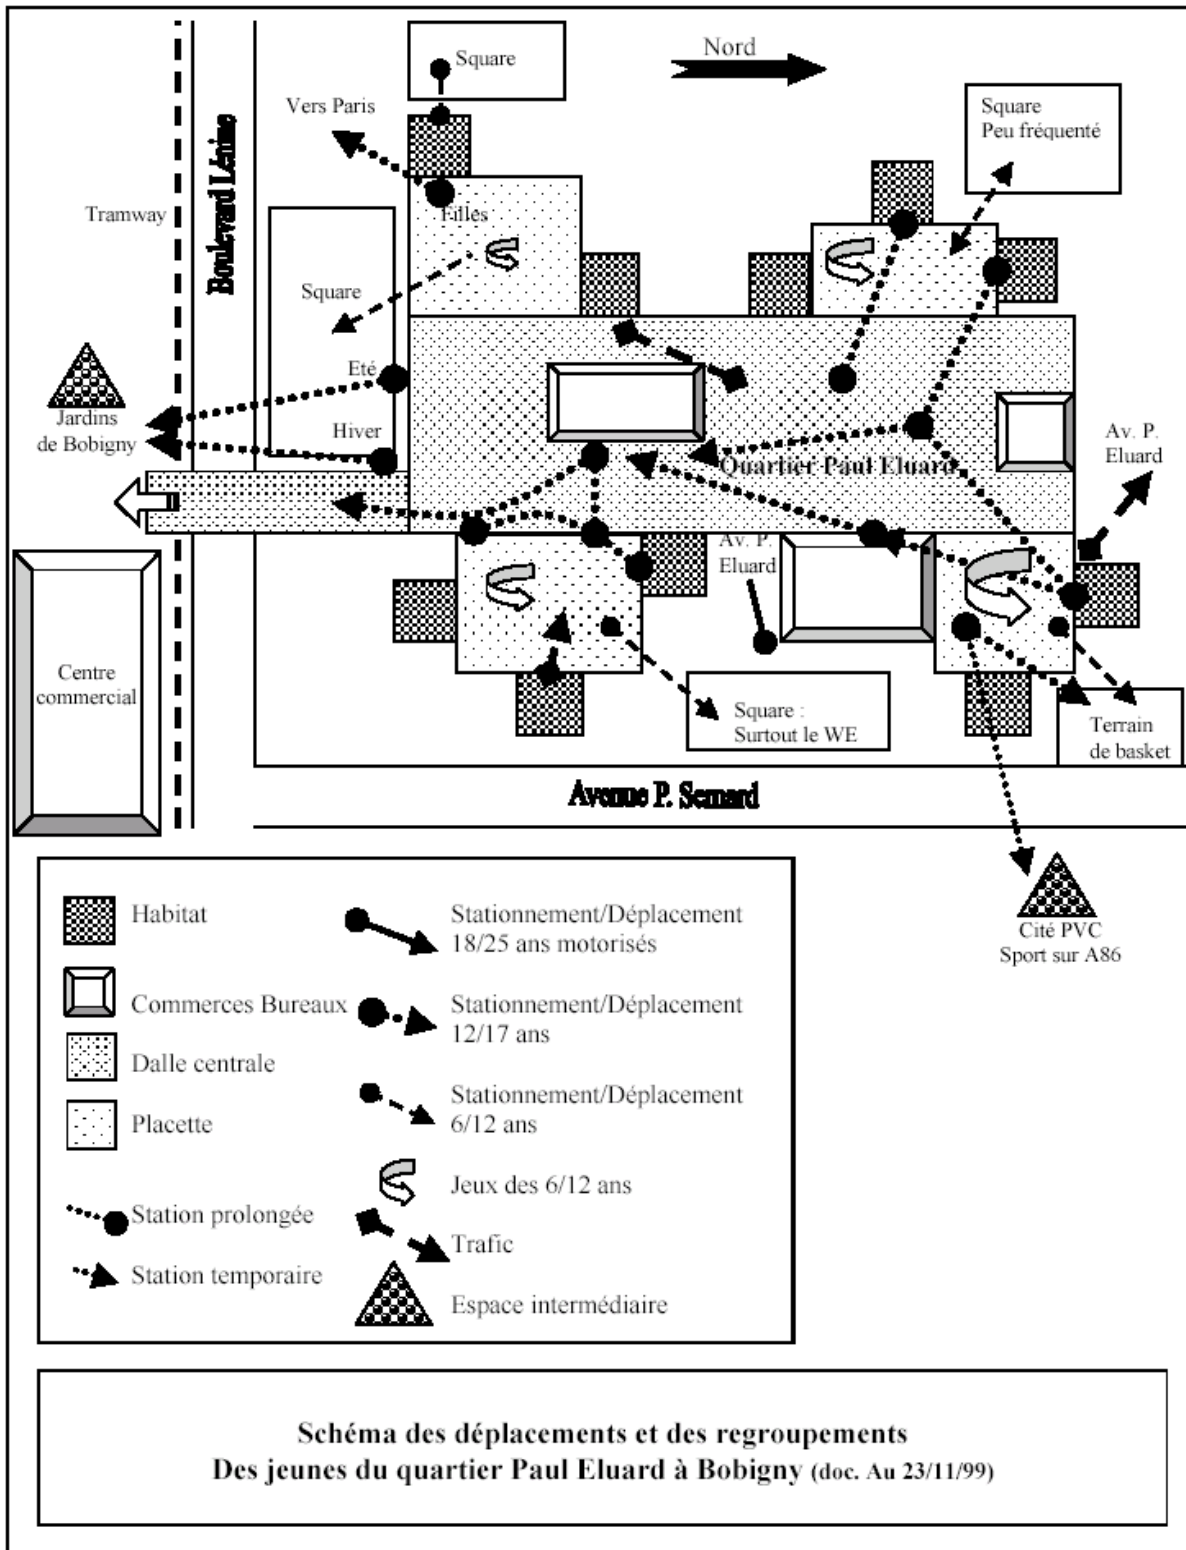 Square
Nord
Vers Paris
Square
Peu fréquenté
Boulevard Lénine
Tramway
Filles
Square
Eté
Jardins
de Bobigny
Hiver
Quartier Paul Eluard
Av. P.
Eluard
Av. P.
Eluard
Centre
commercial
Square :
Surtout le WE
Terrain
de basket
Avenue P. Semard
Cité PVC
Sport sur A86
Habitat
Commerces Bureaux
Dalle centrale
Placette
Station prolongée
Station temporaire
Stationnement/Déplacement
18/25 ans motorisés
Stationnement/Déplacement
12/17 ans
Stationnement/Déplacement
6/12 ans
Jeux des 6/12 ans
Trafic
Espace intermédiaire
Schéma des déplacements et des regroupements
Des jeunes du quartier Paul Eluard à Bobigny (doc. Au 23/11/99)